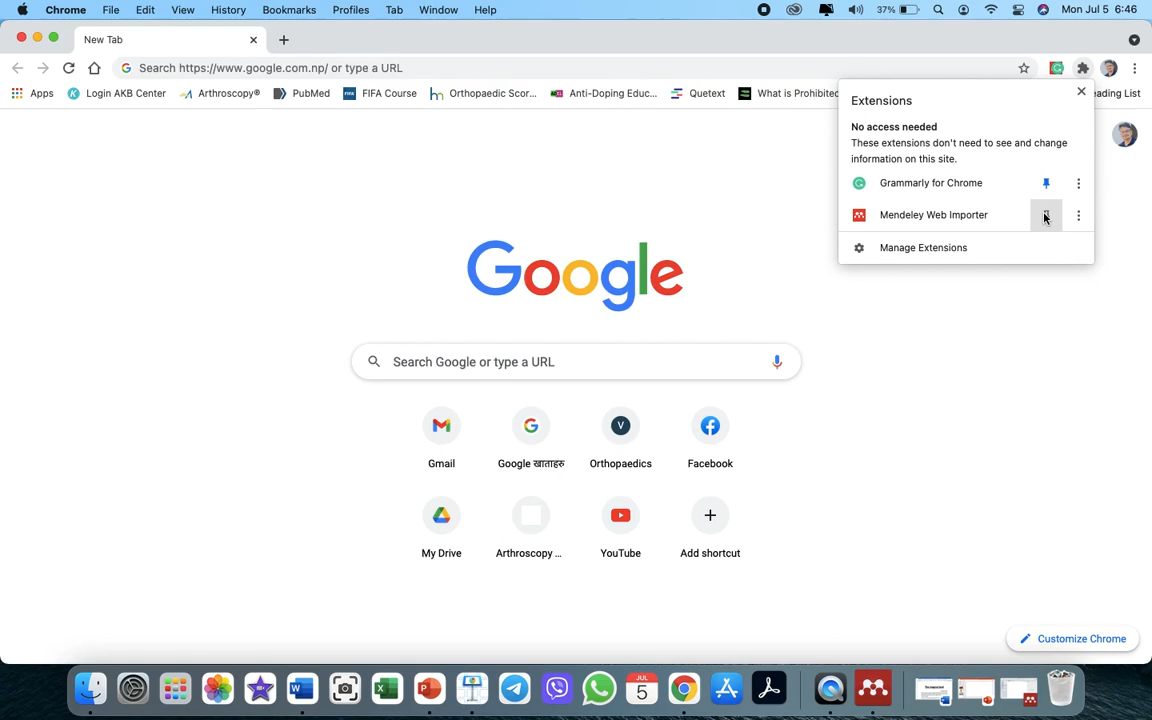 Chrome File Edit View History Bookmarks Profiles Tab Window Help 37% Mon Jul 5 6:46
New Tab
Search https://www.google.com.np/ or type a URL
Apps Login AKB Center Arthroscopy® PubMed FIFA Course Orthopaedic Scor... Anti-Doping Educ... Quetext What is Prohibited eading List
Extensions
No access needed
These extensions don't need to see and change
information on this site.
Grammarly for Chrome
Mendeley Web Importer
Manage Extensions
Google
Search Google or type a URL
Gmail Google खाताहरु Orthopaedics Facebook
My Drive Arthroscopy ... YouTube Add shortcut
Customize Chrome
JUL
5